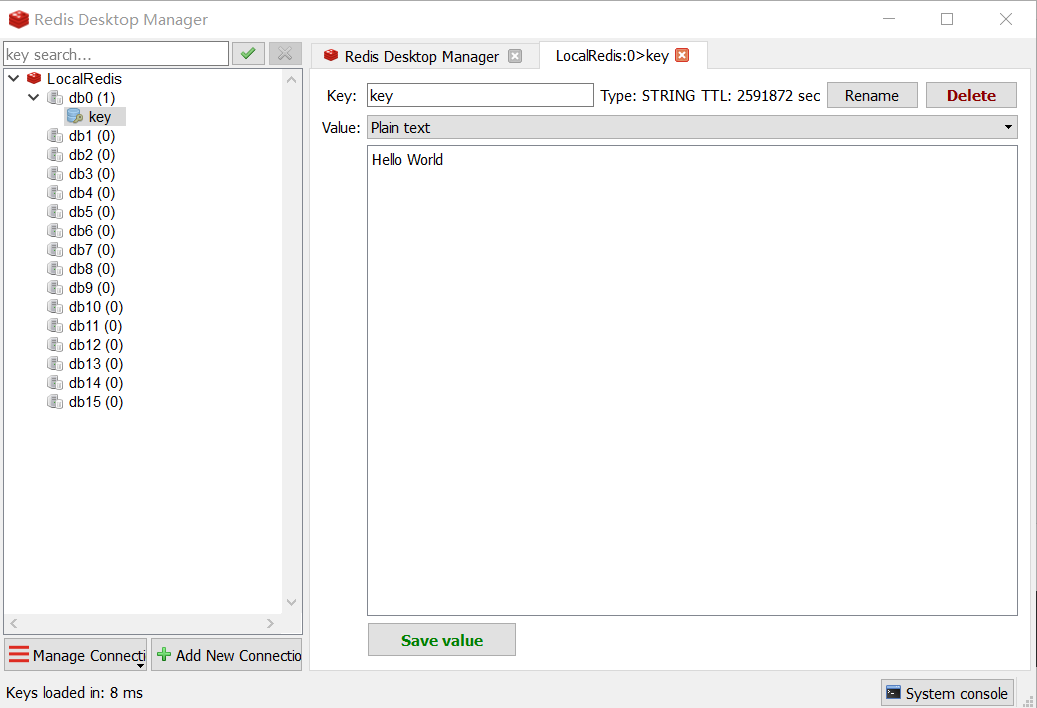 Redis Desktop Manager
key search...
LocalRedis
db0 (1)
key
db1 (0)
db2 (0)
db3 (0)
db4 (0)
db5 (0)
db6 (0)
db7 (0)
db8 (0)
db9 (0)
db10 (0)
db11 (0)
db12 (0)
db13 (0)
db14 (0)
db15 (0)
Manage Connecti
Add New Connectio
Redis Desktop Manager
LocalRedis:0>key
Key: key Type: STRING TTL: 2591872 sec Rename Delete
Value: Plain text
Hello World
Save value
Keys loaded in: 8 ms
System console